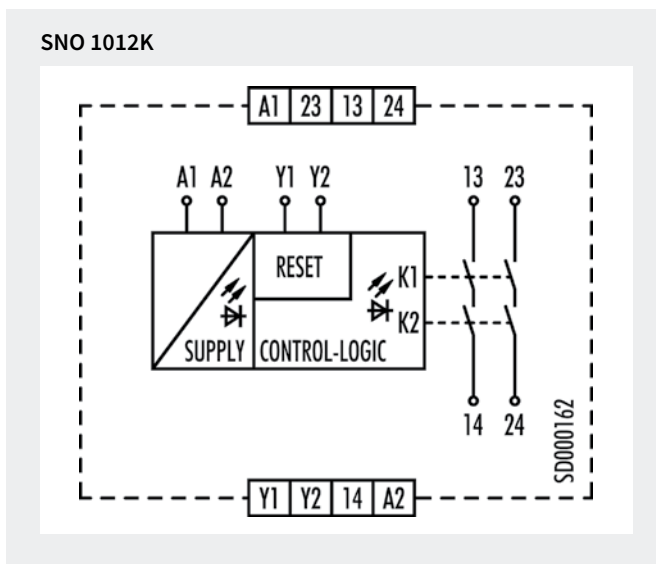 SNO 1012K
A1 23 13 24
A1 A2 Y1 Y2 13 23
RESET
K1
K2
SUPPLY CONTROL-LOGIC
14 24
SD000162
Y1 Y2 14 A2